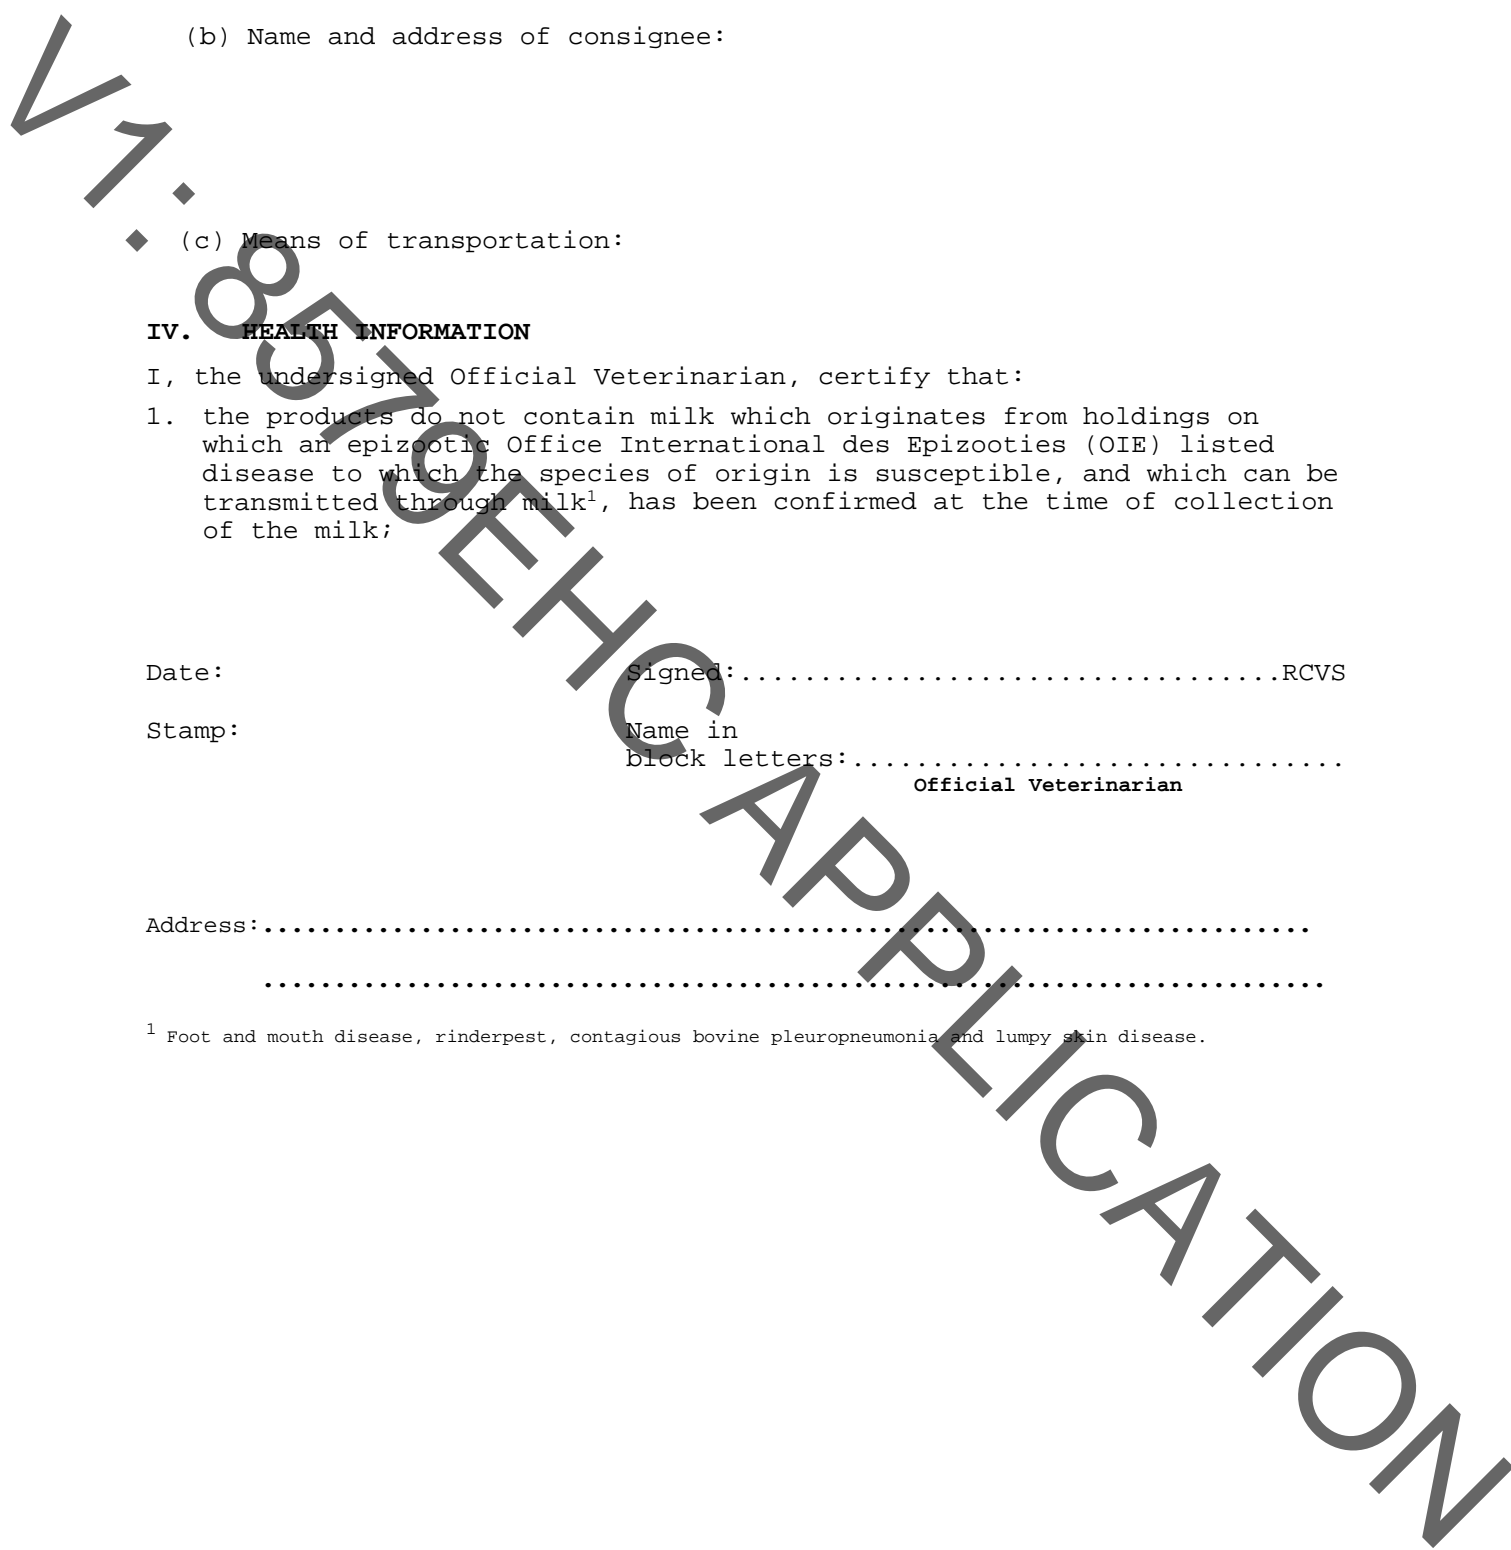 (b) Name and address of consignee:
(c) Means of transportation:
IV. HEALTH INFORMATION
I, the undersigned Official Veterinarian, certify that:
1. the products do not contain milk which originates from holdings on
which an epizootic Office International des Epizooties (OIE) listed
disease to which the species of origin is susceptible, and which can be
transmitted through milk¹, has been confirmed at the time of collection
of the milk;
Date: Signed:..................................RCVS
Stamp: Name in
block letters:...............................
Official Veterinarian
Address:.........................................................................
..........................................................................
¹ Foot and mouth disease, rinderpest, contagious bovine pleuropneumonia and lumpy skin disease.
V1: 8579EHC APPLICATION